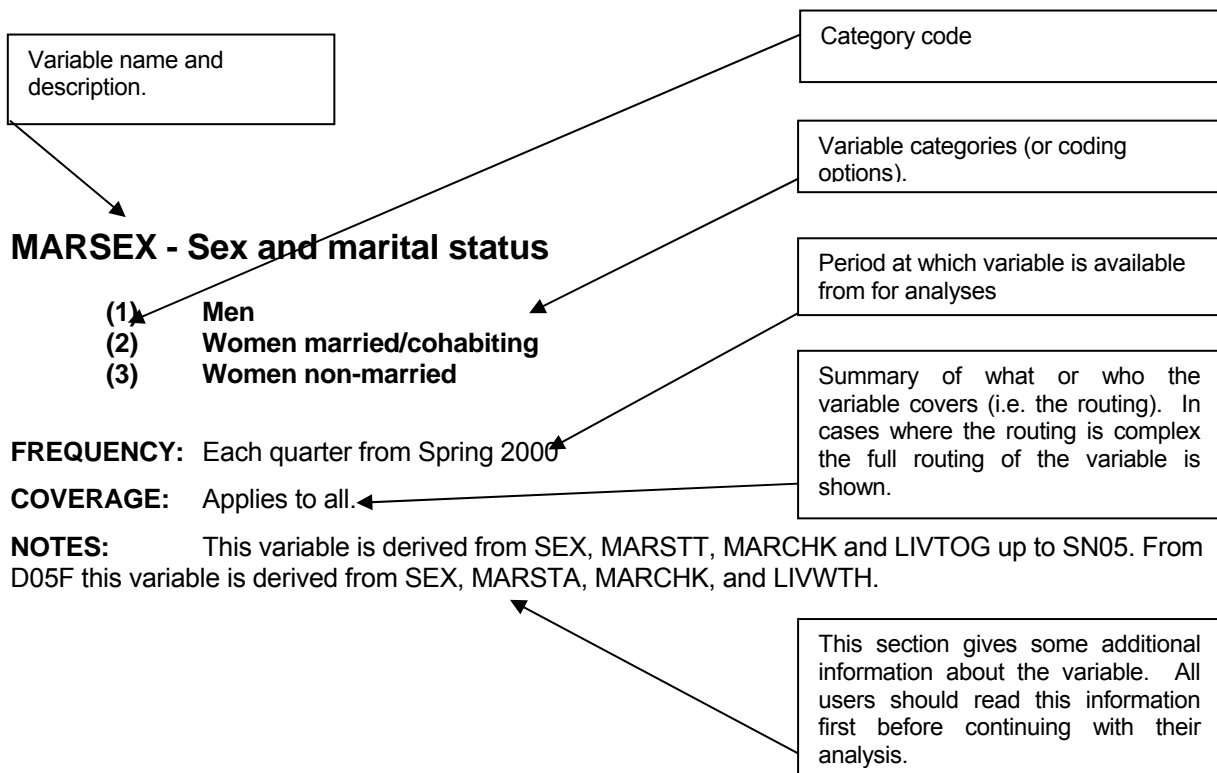 Variable name and
description.
Category code
Variable categories (or coding
options).
MARSEX - Sex and marital status
(1) Men
(2) Women married/cohabiting
(3) Women non-married
Period at which variable is available
from for analyses
Summary of what or who the
variable covers (i.e. the routing). In
cases where the routing is complex
the full routing of the variable is
shown.
FREQUENCY: Each quarter from Spring 2000
COVERAGE: Applies to all.
NOTES: This variable is derived from SEX, MARSTT, MARCHK and LIVTOG up to SN05. From
D05F this variable is derived from SEX, MARSTA, MARCHK, and LIVWTH.
This section gives some additional
information about the variable. All
users should read this information
first before continuing with their
analysis.